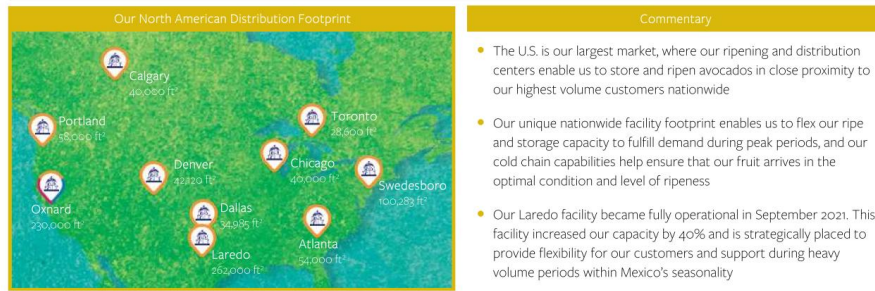 Our North American Distribution Footprint
Calgary
40,000 ft²
Portland
58,000 ft²
Toronto
28,600 ft²
Denver
42,120 ft²
Chicago
40,000 ft²
Swedesboro
100,283 ft²
Oxnard
230,000 ft²
Dallas
34,985 ft²
Atlanta
54,000 ft²
Laredo
262,000 ft²
Commentary
• The U.S. is our largest market, where our ripening and distribution
centers enable us to store and ripen avocados in close proximity to
our highest volume customers nationwide
• Our unique nationwide facility footprint enables us to flex our ripe
and storage capacity to fulfill demand during peak periods, and our
cold chain capabilities help ensure that our fruit arrives in the
optimal condition and level of ripeness
• Our Laredo facility became fully operational in September 2021. This
facility increased our capacity by 40% and is strategically placed to
provide flexibility for our customers and support during heavy
volume periods within Mexico's seasonality